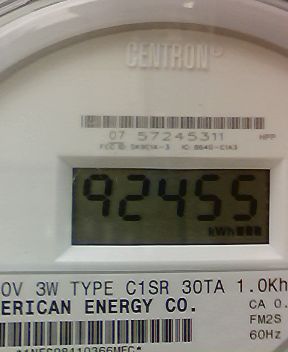 CENTRON®
07 57245311 HPP
92455
kWh
0V 3W TYPE C1SR 30TA 1.0Kh
ERICAN ENERGY CO.
CA 0.
FM2S
60Hz